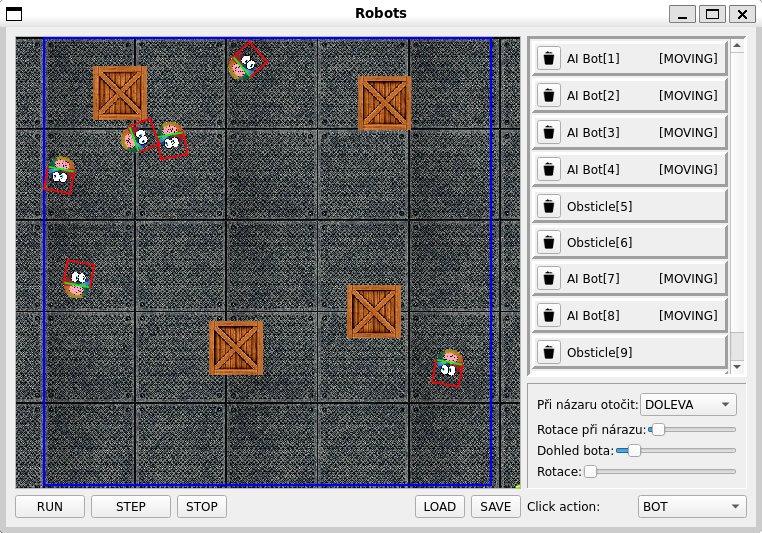 Robots
AI Bot[1] [MOVING]
AI Bot[2] [MOVING]
AI Bot[3] [MOVING]
AI Bot[4] [MOVING]
Obsticle[5]
Obsticle[6]
AI Bot[7] [MOVING]
AI Bot[8] [MOVING]
Obsticle[9]
Při názaru otočit: DOLEVA
Rotace při nárazu:
Dohled bota:
Rotace:
RUN STEP STOP LOAD SAVE Click action: BOT